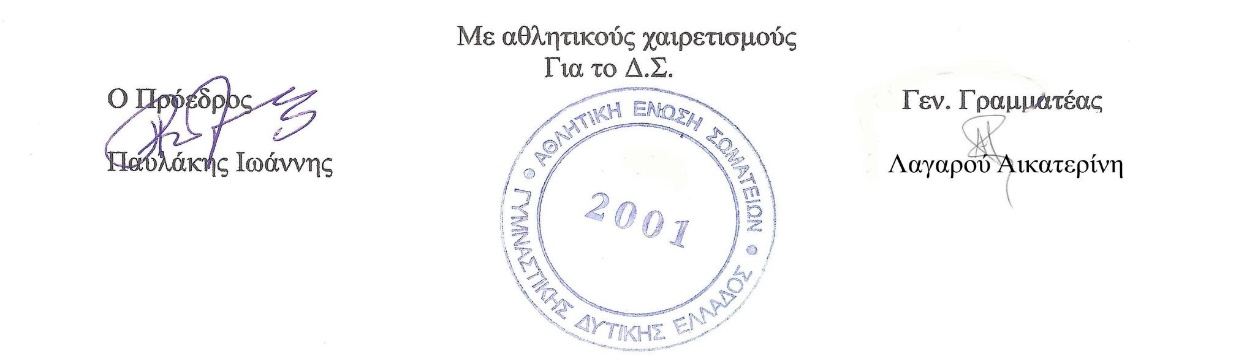 Με αθλητικούς χαιρετισμούς
Για το Δ.Σ.
Ο Πρόεδρος
Παυλάκης Ιωάννης
Γεν. Γραμματέας
Λαγαρού Αικατερίνη
ΑΘΛΗΤΙΚΗ ΕΝΩΣΗ ΣΩΜΑΤΕΙΩΝ
ΓΥΜΝΑΣΤΙΚΗΣ ΔΥΤΙΚΗΣ ΕΛΛΑΔΟΣ
2001